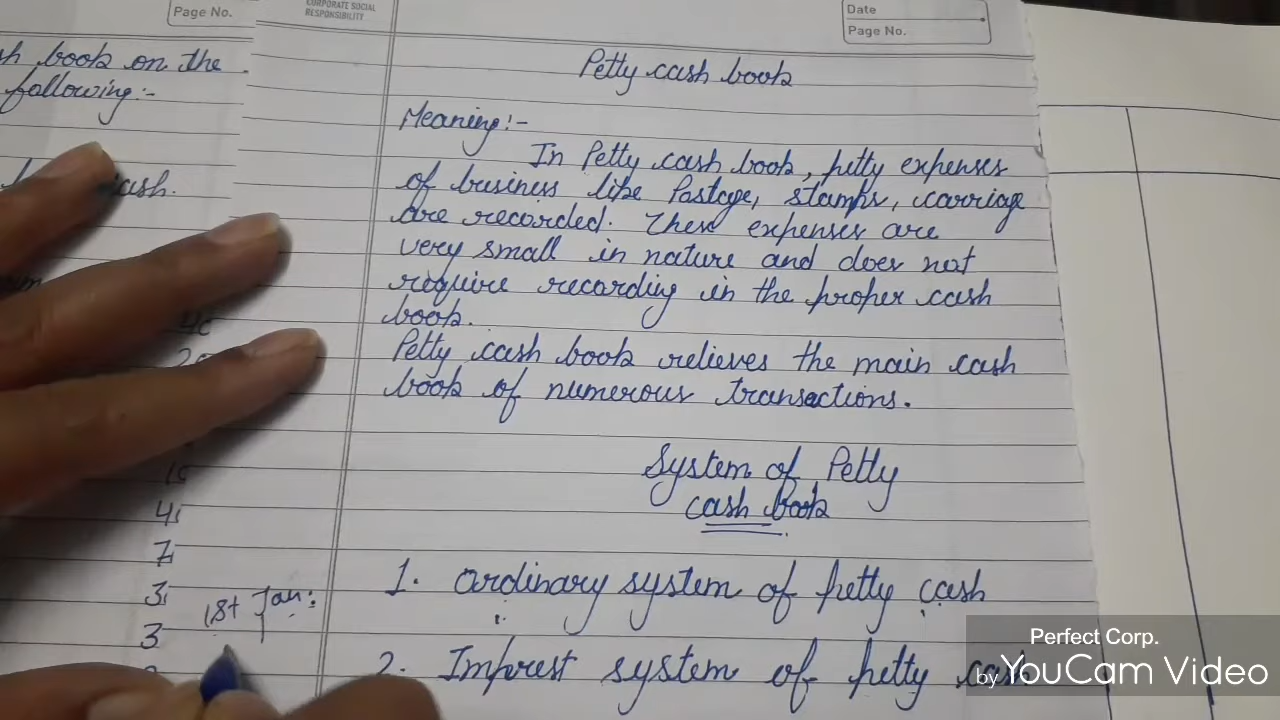 Page No.
CORPORATE SOCIAL
RESPONSIBILITY
Date
Page No.
book on the
following:-
cash.
Petty cash book
Meaning:-
In Petty cash book, petty expenses
of business like Postage, stamps, carriage
are recorded. These expenses are
very small in nature and does not
require recording in the proper cash
book.
Petty cash book relieves the main cash
book of numerous transactions.
System of Petty
cash book
1. ordinary system of petty cash
2. Imprest system of petty cash
1st Jan:
7
3
3
Perfect Corp.
by YouCam Video